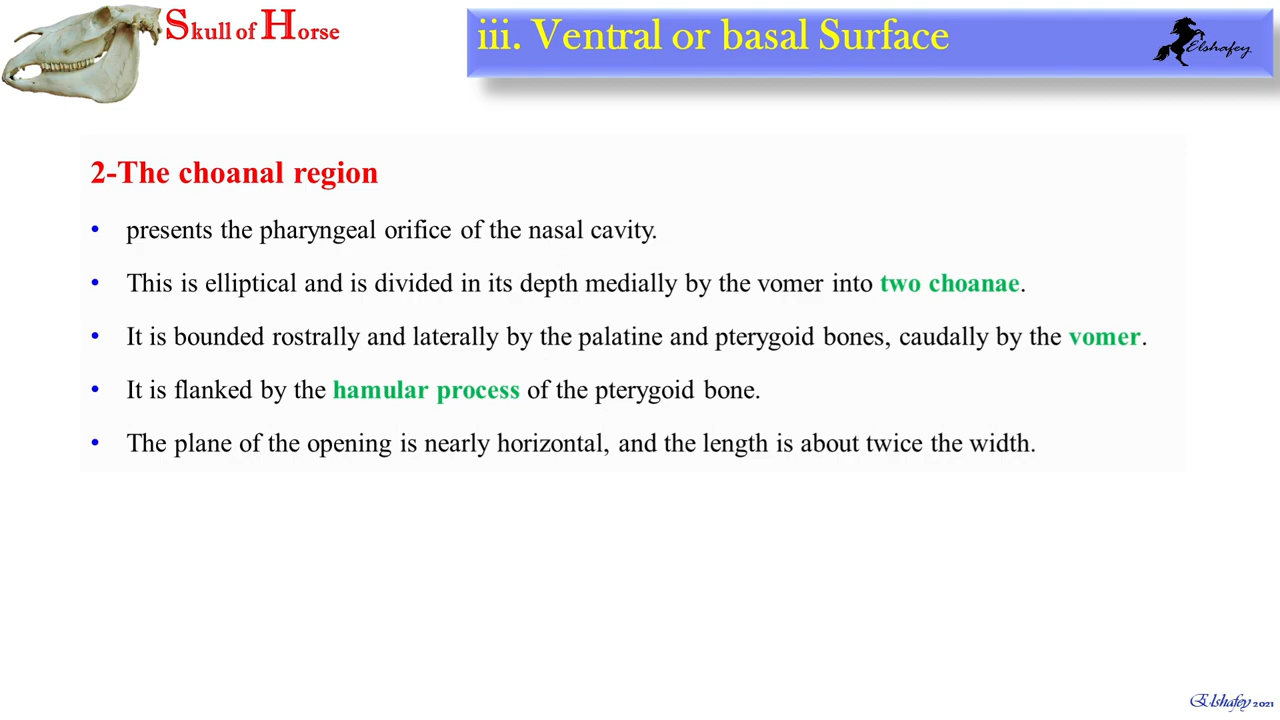 Skull of Horse
iii. Ventral or basal Surface
Elshafey
2-The choanal region
• presents the pharyngeal orifice of the nasal cavity.
• This is elliptical and is divided in its depth medially by the vomer into two choanae.
• It is bounded rostrally and laterally by the palatine and pterygoid bones, caudally by the vomer.
• It is flanked by the hamular process of the pterygoid bone.
• The plane of the opening is nearly horizontal, and the length is about twice the width.
Elshafey 2021